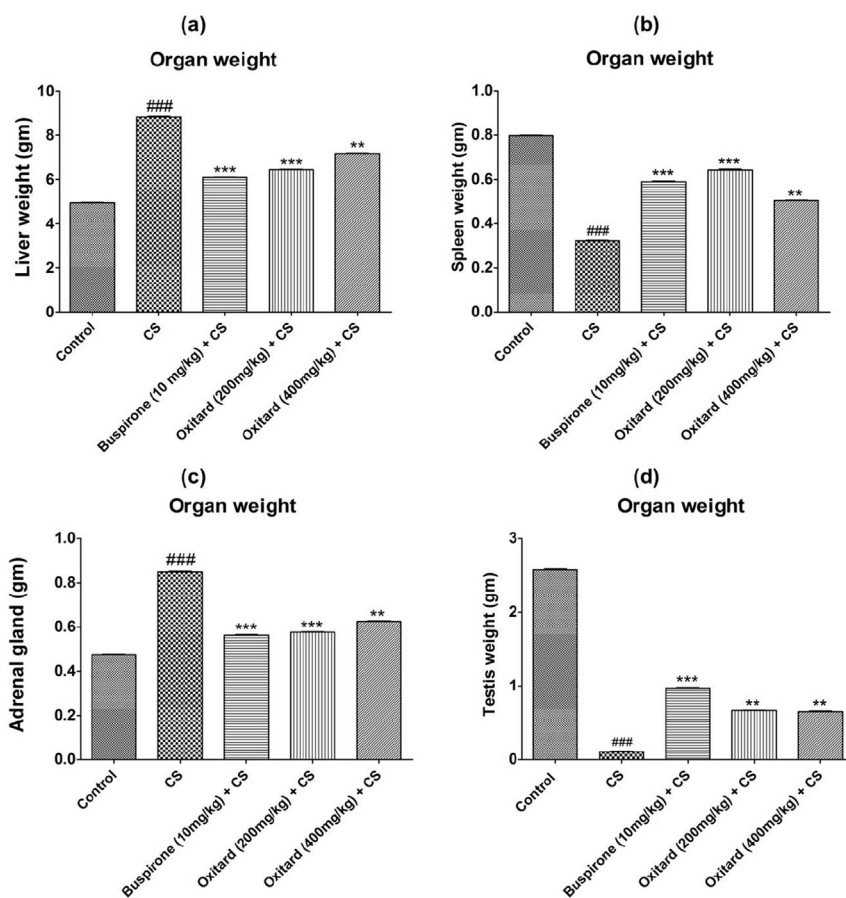 (a)
Organ weight
Liver weight (gm)
10
8
6
4
2
0
###
***
***
**
Control
CS
Buspirone (10 mg/kg) + CS
Oxitard (200mg/kg) + CS
Oxitard (400mg/kg) + CS
(b)
Organ weight
Spleen weight (gm)
1.0
0.8
0.6
0.4
0.2
0.0
###
***
***
**
Control
CS
Buspirone (10mg/kg) + CS
Oxitard (200mg/kg) + CS
Oxitard (400mg/kg) + CS
(c)
Organ weight
Adrenal gland (gm)
1.0
0.8
0.6
0.4
0.2
0.0
###
***
***
**
Control
CS
Buspirone (10mg/kg) + CS
Oxitard (200mg/kg) + CS
Oxitard (400mg/kg) + CS
(d)
Organ weight
Testis weight (gm)
3
2
1
0
###
***
**
**
Control
CS
Buspirone (10mg/kg) + CS
Oxitard (200mg/kg) + CS
Oxitard (400mg/kg) + CS